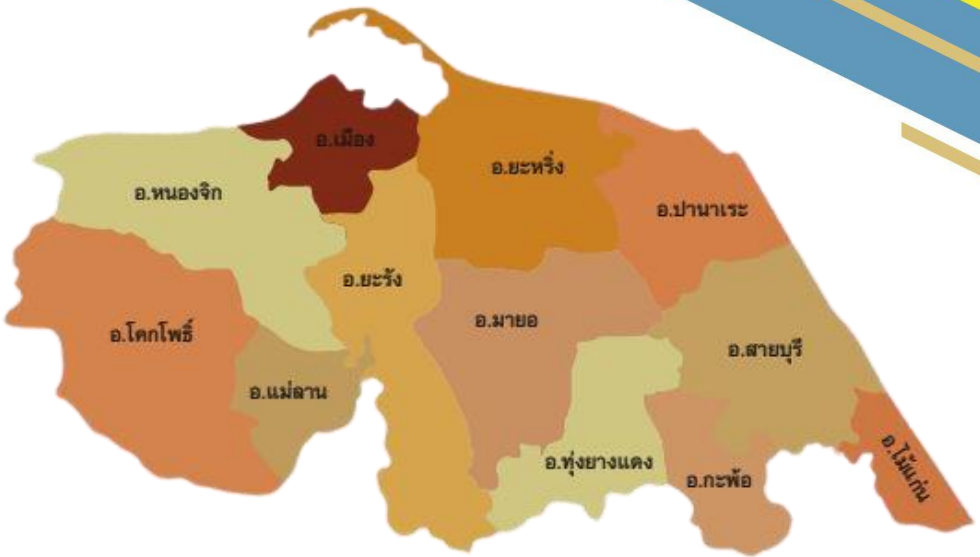 อ.เมือง
อ.ยะหริ่ง
อ.หนองจิก
อ.ปานาเระ
อ.ยะรัง
อ.มายอ
อ.โคกโพธิ์
อ.สายบุรี
อ.แม่ลาน
อ.ทุ่งยางแดง
อ.กะพ้อ
อ.ไม้แก่น